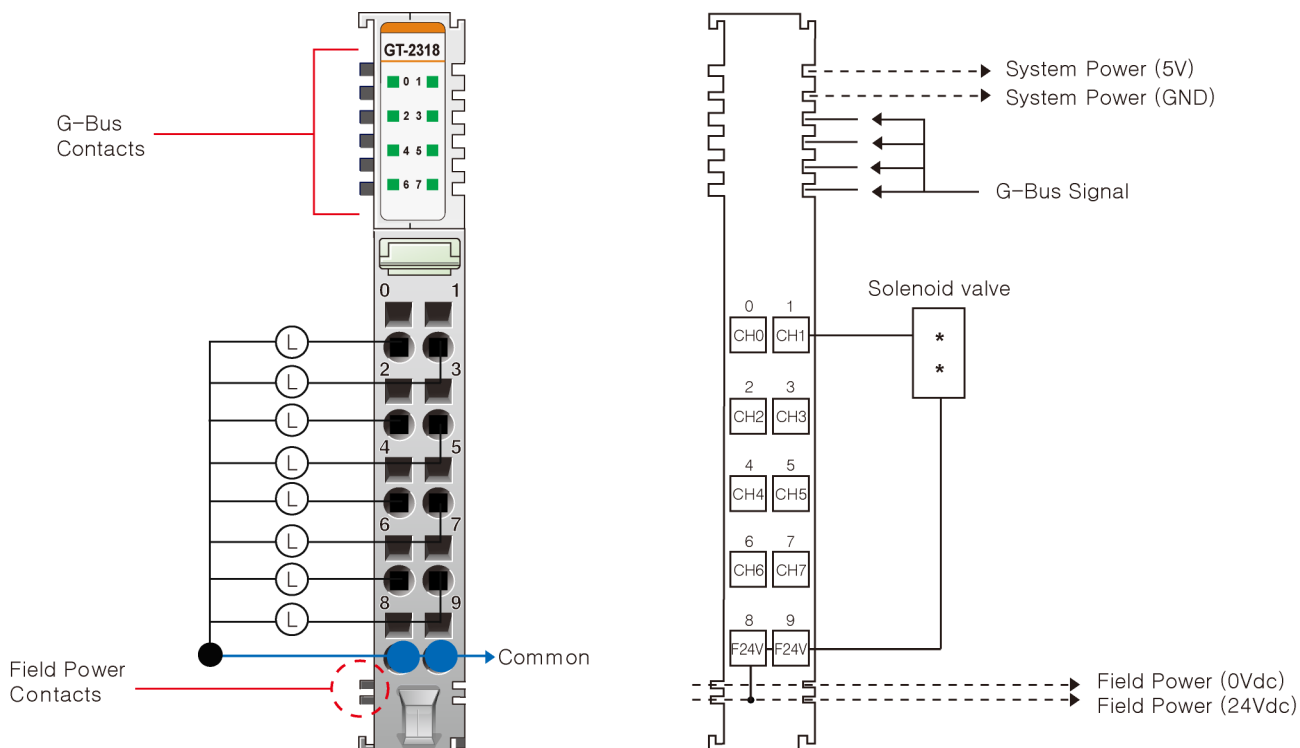 GT-2318
0 1
2 3
4 5
6 7
G-Bus
Contacts
0 1
2 3
4 5
6 7
8 9
L
L
L
L
L
L
L
L
Common
Field Power
Contacts
System Power (5V)
System Power (GND)
G-Bus Signal
Solenoid valve
*
*
0 1
CH0 CH1
2 3
CH2 CH3
4 5
CH4 CH5
6 7
CH6 CH7
8 9
F24V F24V
Field Power (0Vdc)
Field Power (24Vdc)